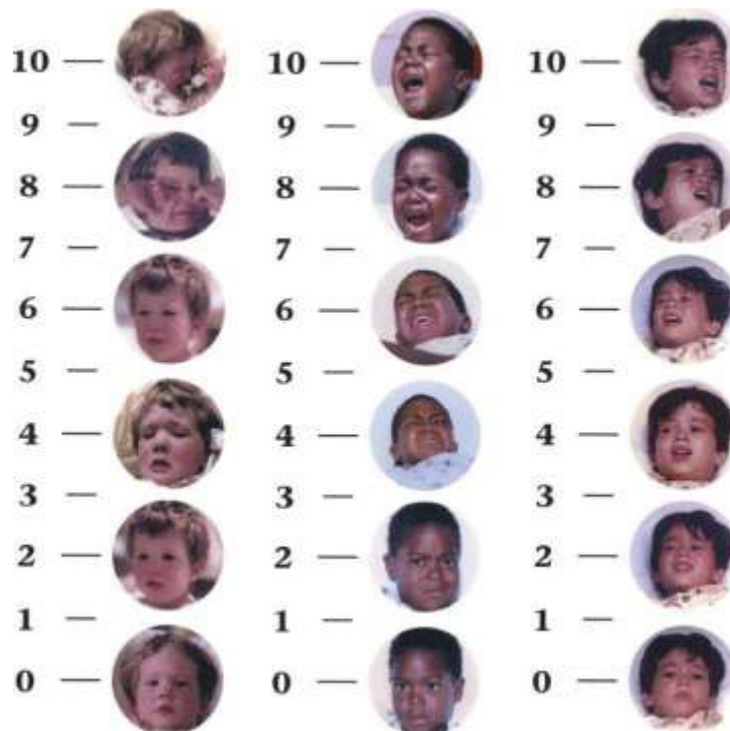 10 — 10 — 10 —
9 — 9 — 9 —
8 — 8 — 8 —
7 — 7 — 7 —
6 — 6 — 6 —
5 — 5 — 5 —
4 — 4 — 4 —
3 — 3 — 3 —
2 — 2 — 2 —
1 — 1 — 1 —
0 — 0 — 0 —